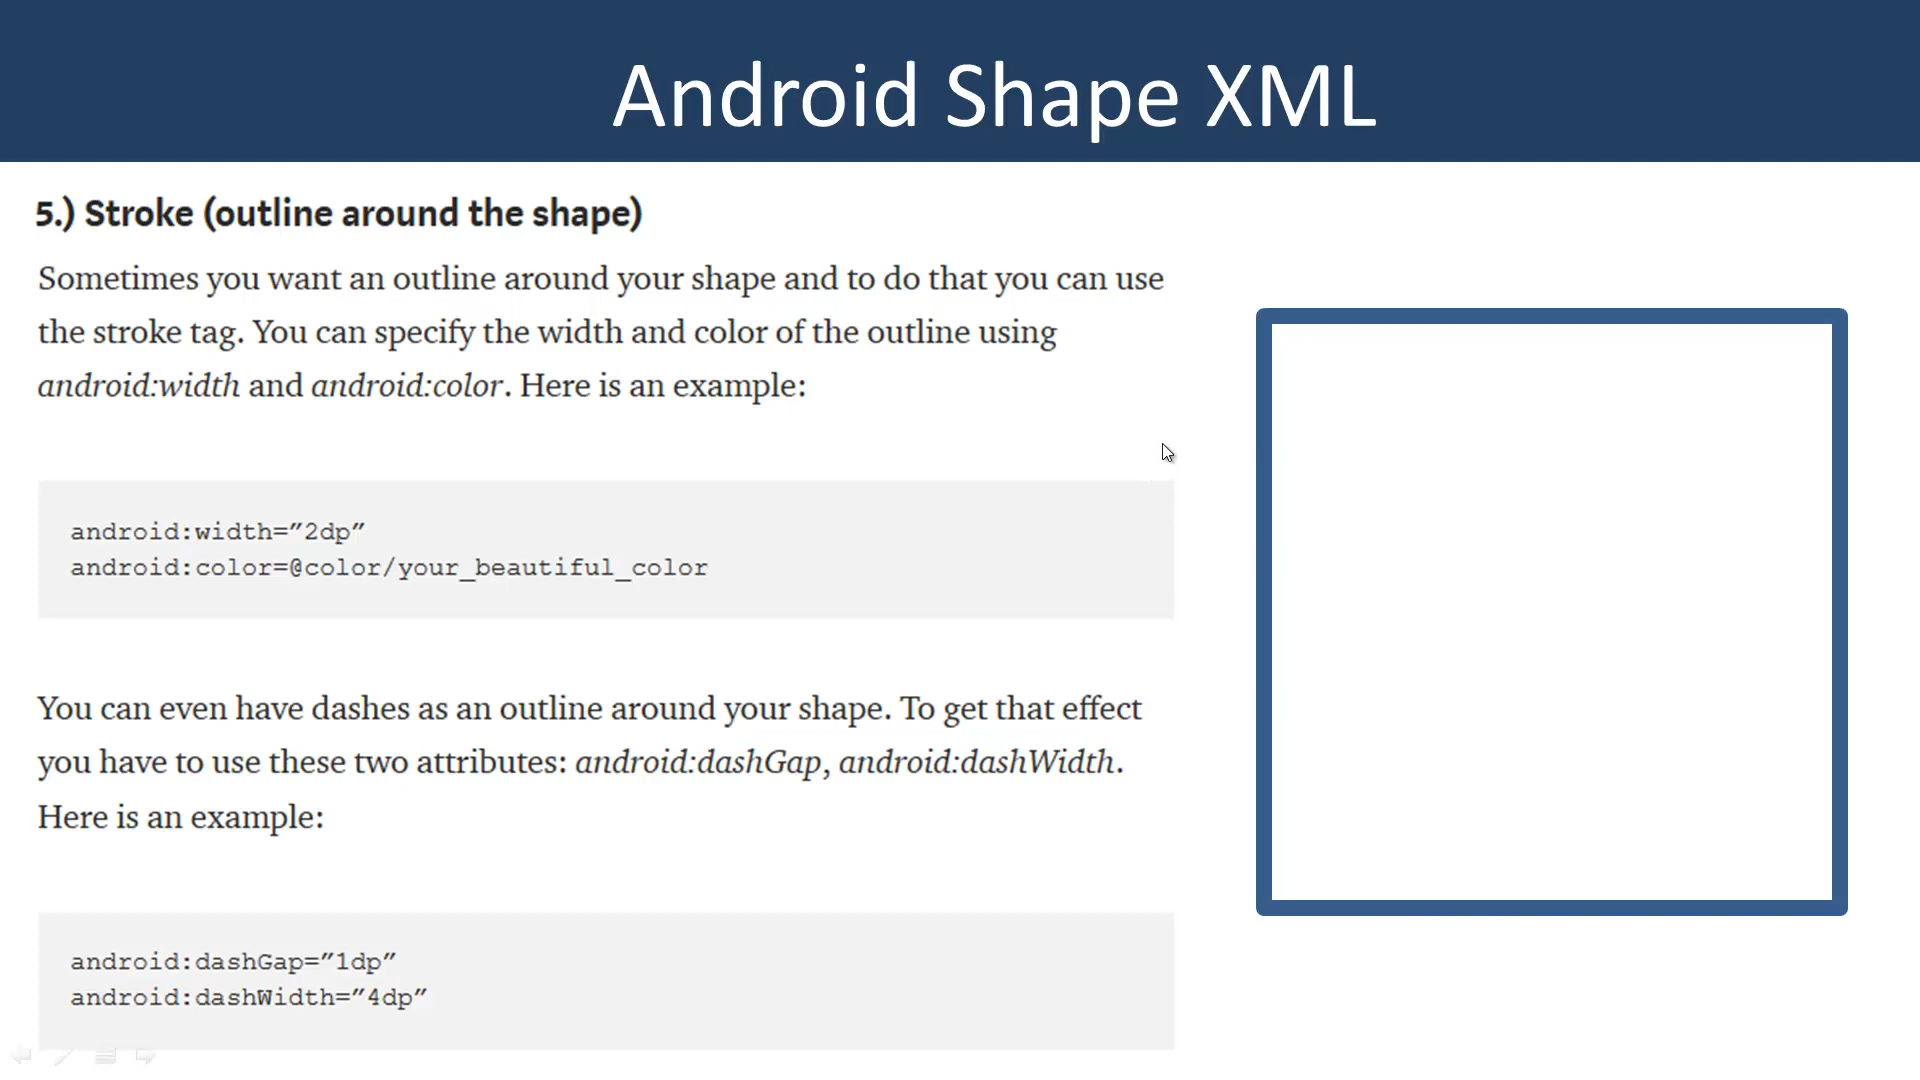 Android Shape XML
5.) Stroke (outline around the shape)
Sometimes you want an outline around your shape and to do that you can use
the stroke tag. You can specify the width and color of the outline using
android:width and android:color. Here is an example:
android:width=”2dp”
android:color=@color/your_beautiful_color
You can even have dashes as an outline around your shape. To get that effect
you have to use these two attributes: android:dashGap, android:dashWidth.
Here is an example:
android:dashGap=”1dp”
android:dashWidth=”4dp”